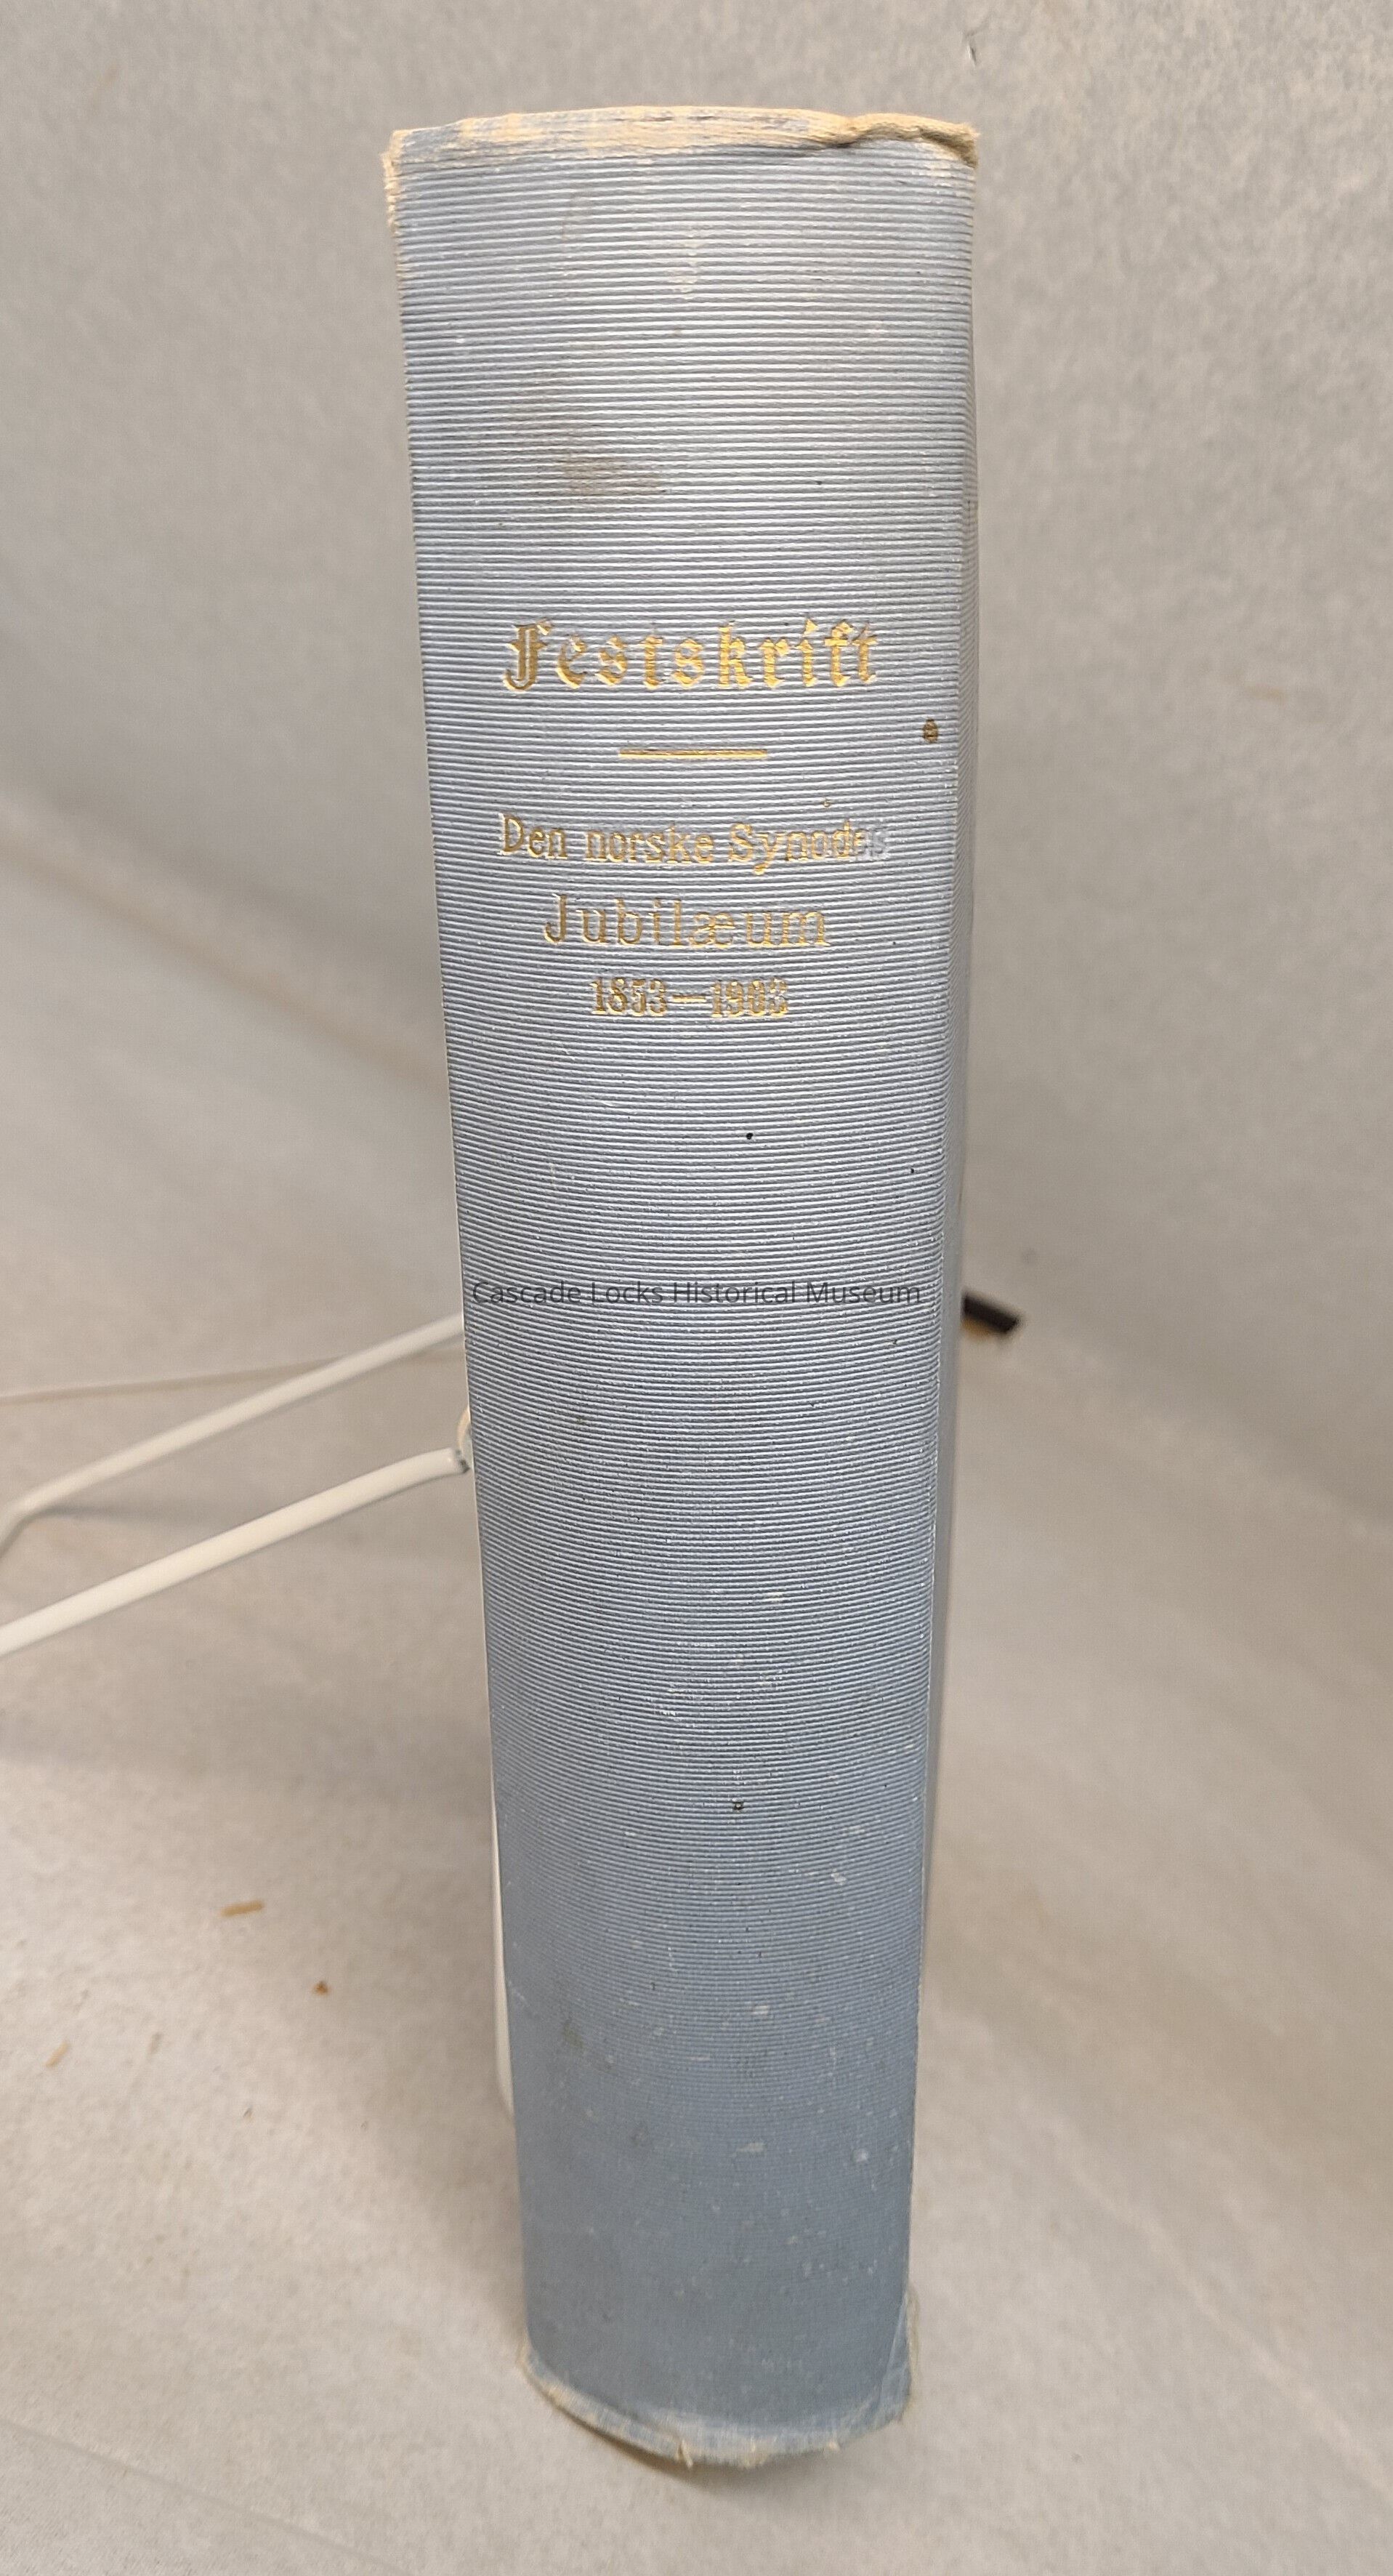 Festskrift
Den norske Synodes
Jubilæum
1853—1903
Cascade Locks Historical Museum